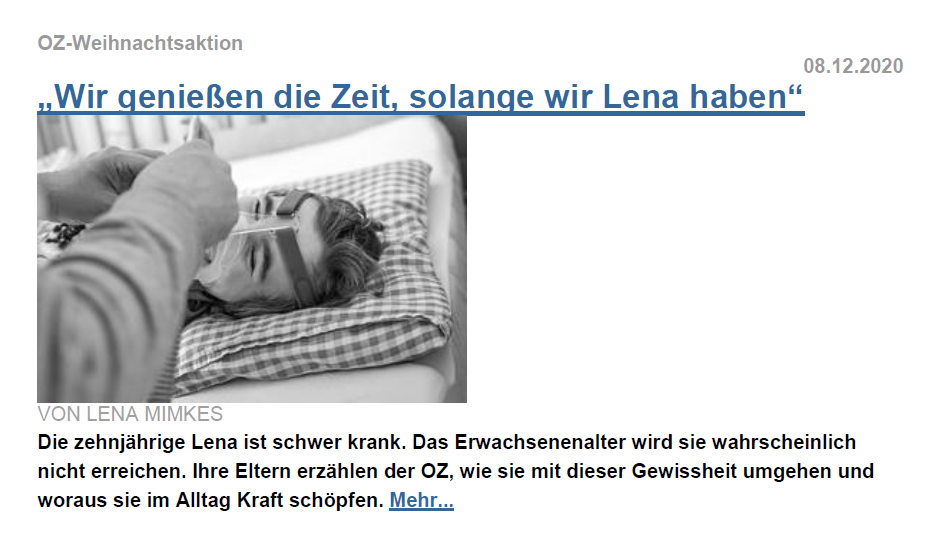 OZ-Weihnachtsaktion
08.12.2020
„Wir genießen die Zeit, solange wir Lena haben“
VON LENA MIMKES
Die zehnjährige Lena ist schwer krank. Das Erwachsenenalter wird sie wahrscheinlich
nicht erreichen. Ihre Eltern erzählen der OZ, wie sie mit dieser Gewissheit umgehen und
woraus sie im Alltag Kraft schöpfen. Mehr...